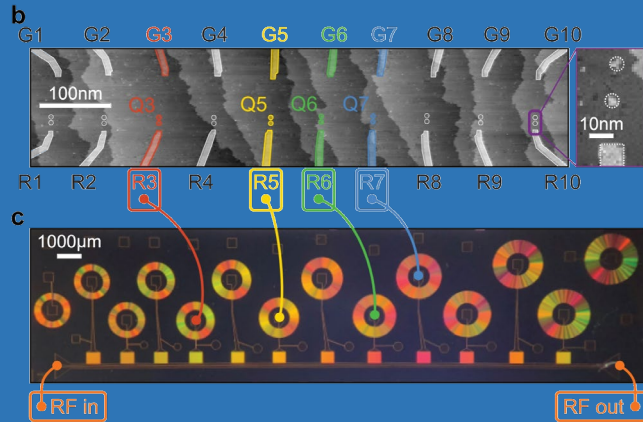 b
G1 G2 G3 G4 G5 G6 G7 G8 G9 G10
100nm
Q3 Q5 Q6 Q7
10nm
R1 R2 R3 R4 R5 R6 R7 R8 R9 R10
c
1000µm
RF in
RF out